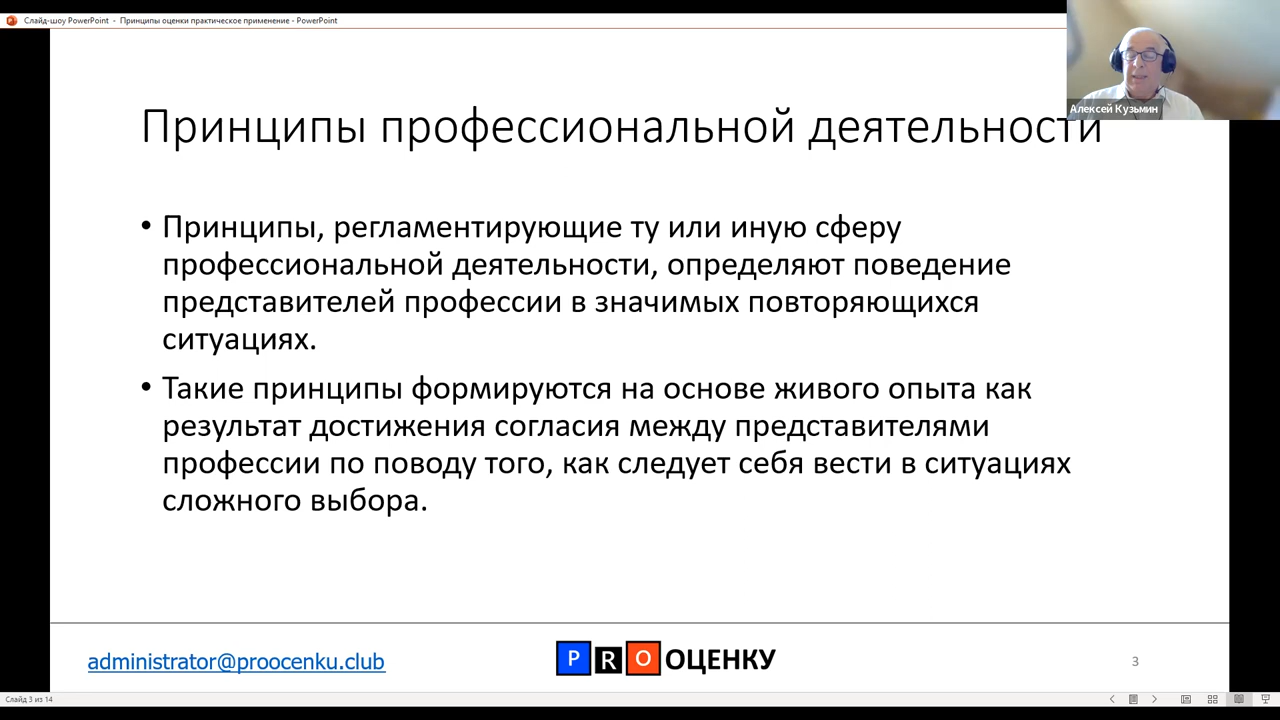 Слайд-шоу PowerPoint - Принципы оценки практическое применение - PowerPoint
Алексей Кузьмин
Принципы профессиональной деятельности
• Принципы, регламентирующие ту или иную сферу
профессиональной деятельности, определяют поведение
представителей профессии в значимых повторяющихся
ситуациях.
• Такие принципы формируются на основе живого опыта как
результат достижения согласия между представителями
профессии по поводу того, как следует себя вести в ситуациях
сложного выбора.
administrator@proocenku.club
PRO ОЦЕНКУ
3
Слайд 3 из 14